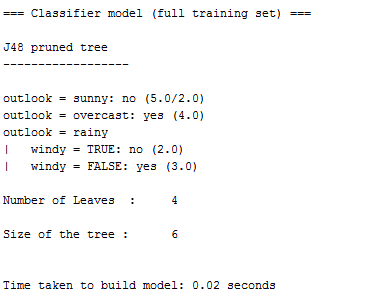 === Classifier model (full training set) ===
J48 pruned tree
------------------
outlook = sunny: no (5.0/2.0)
outlook = overcast: yes (4.0)
outlook = rainy
|   windy = TRUE: no (2.0)
|   windy = FALSE: yes (3.0)
Number of Leaves  :     4
Size of the tree :      6
Time taken to build model: 0.02 seconds